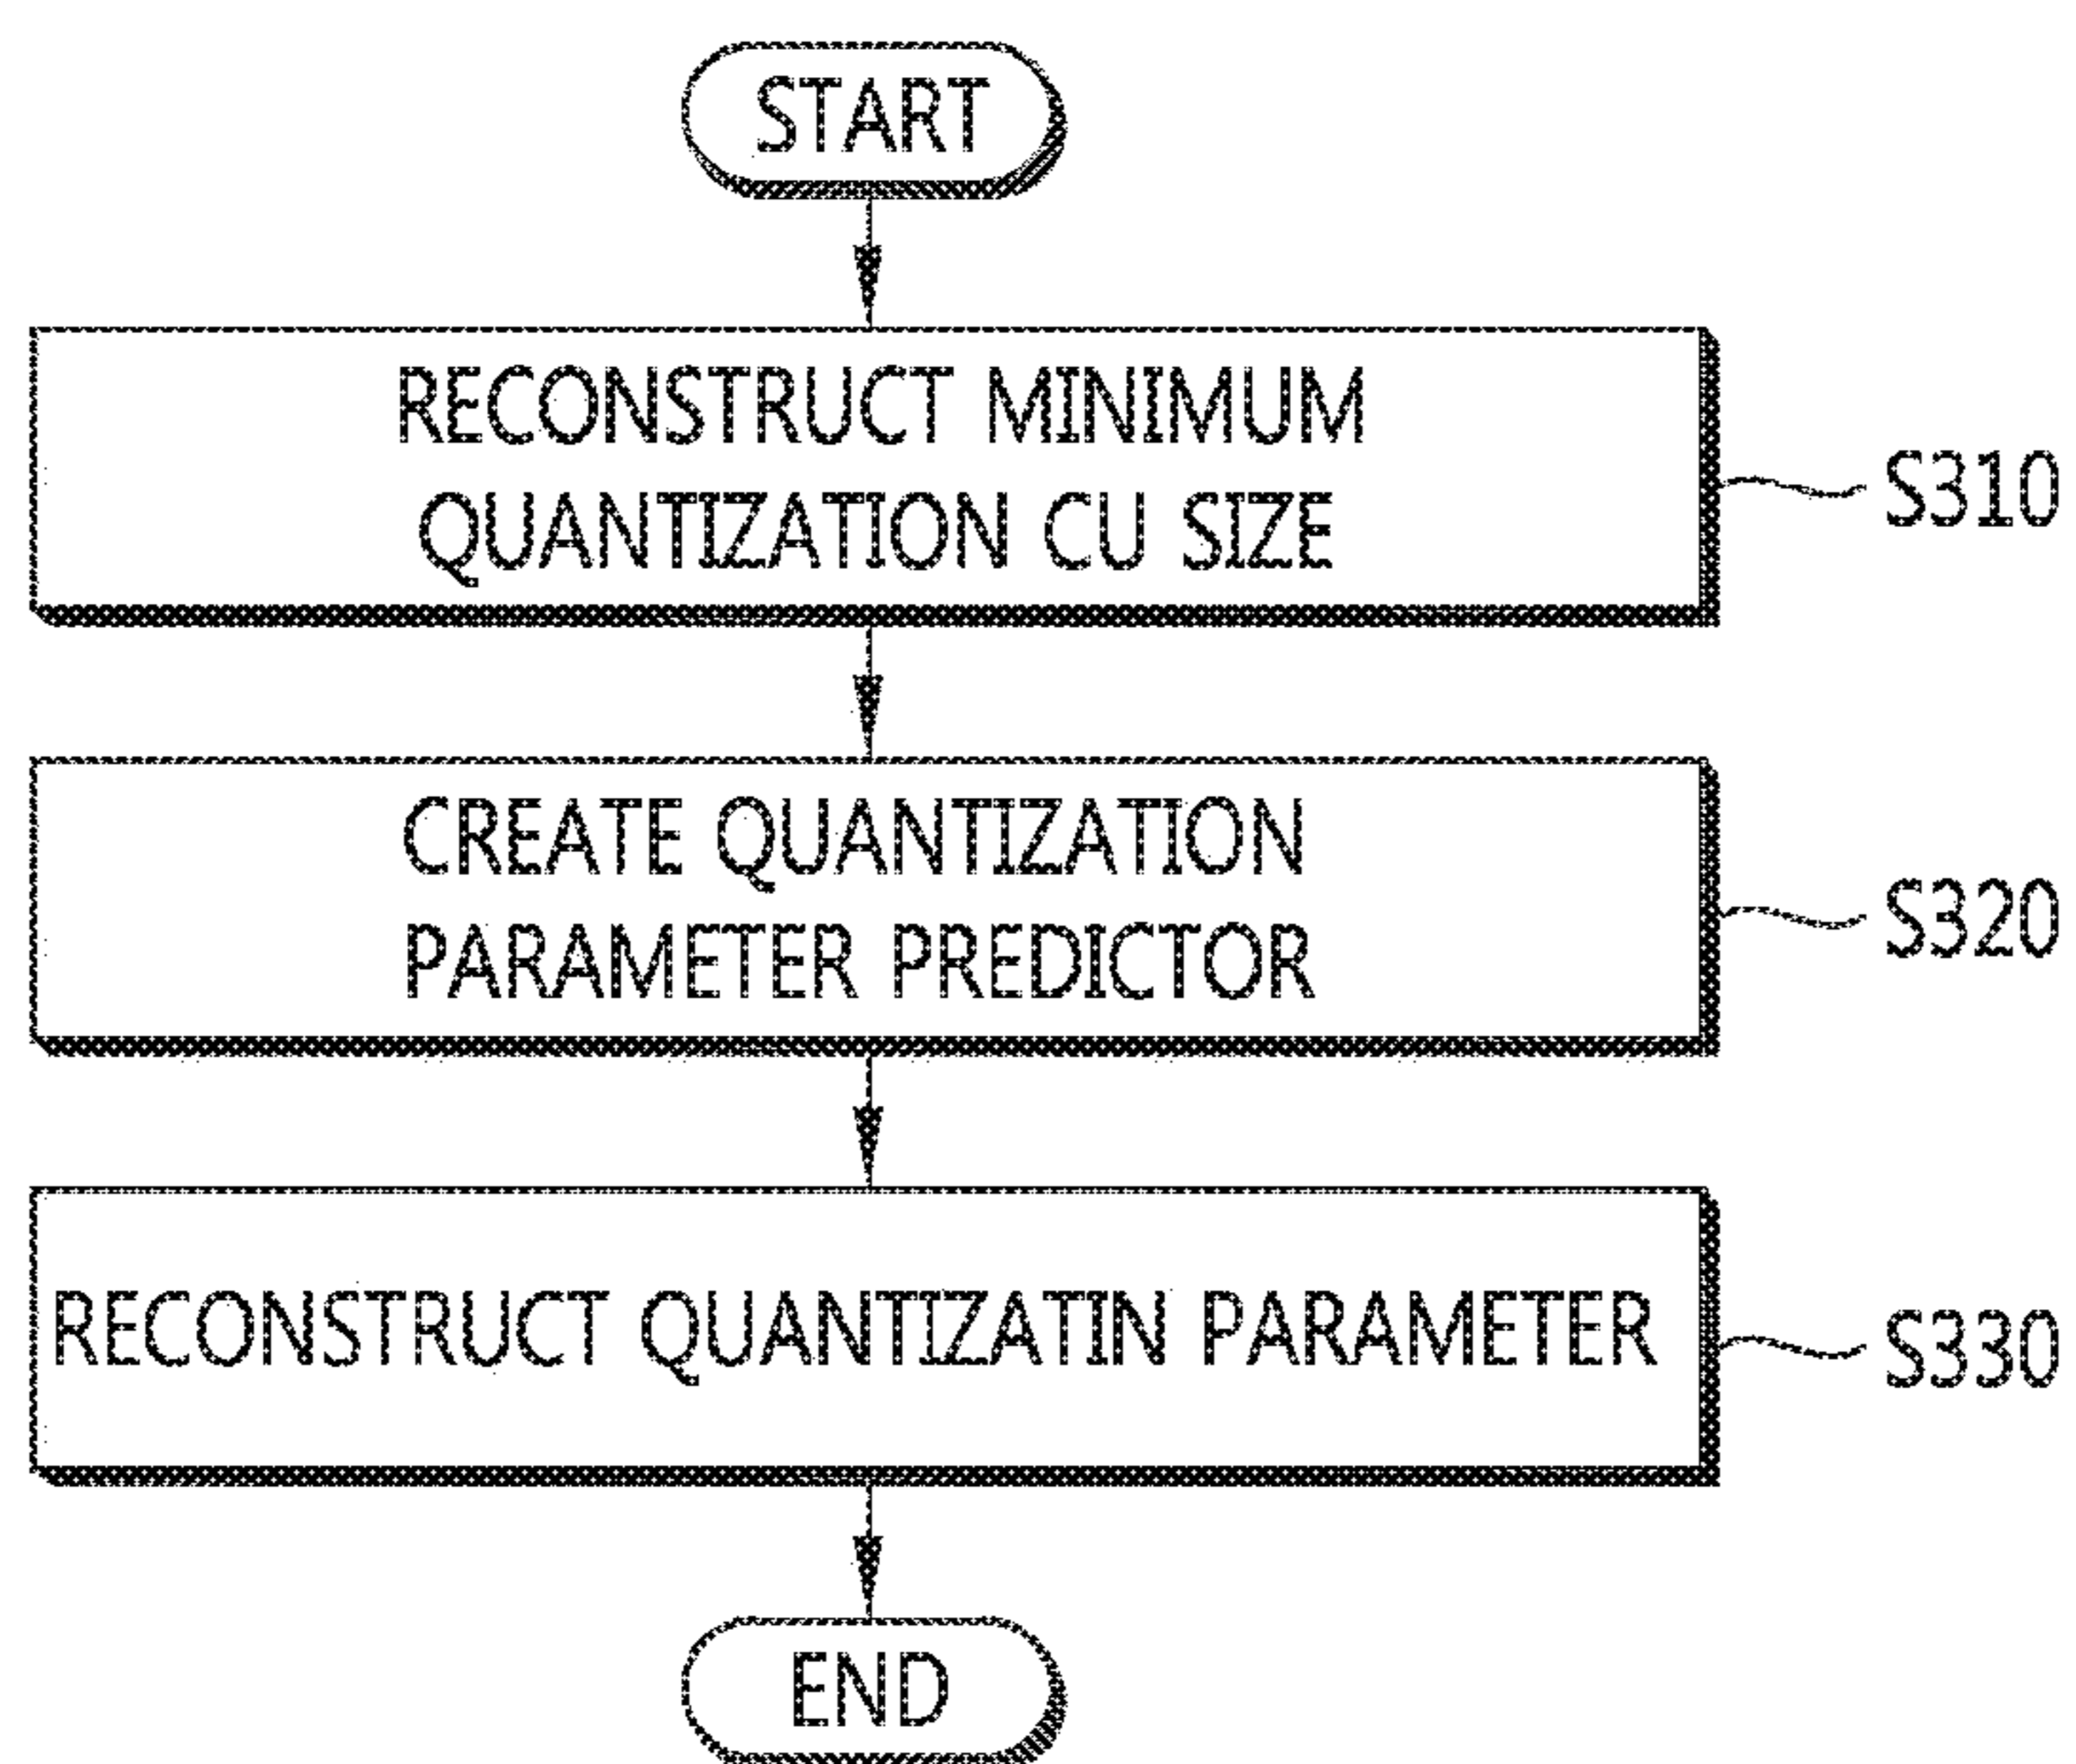 START
RECONSTRUCT MINIMUM
QUANTIZATION CU SIZE
S310
CREATE QUANTIZATION
PARAMETER PREDICTOR
S320
RECONSTRUCT QUANTIZATIN PARAMETER
S330
END